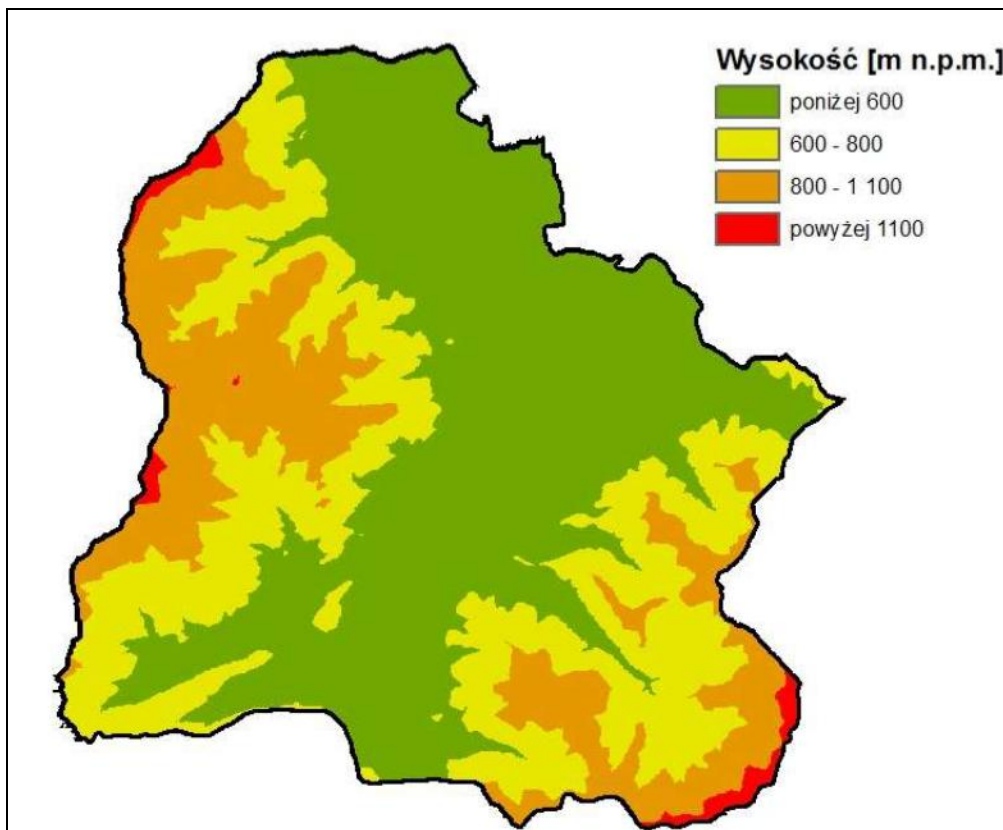 Wysokość [m n.p.m.]
poniżej 600
600 - 800
800 - 1 100
powyżej 1100